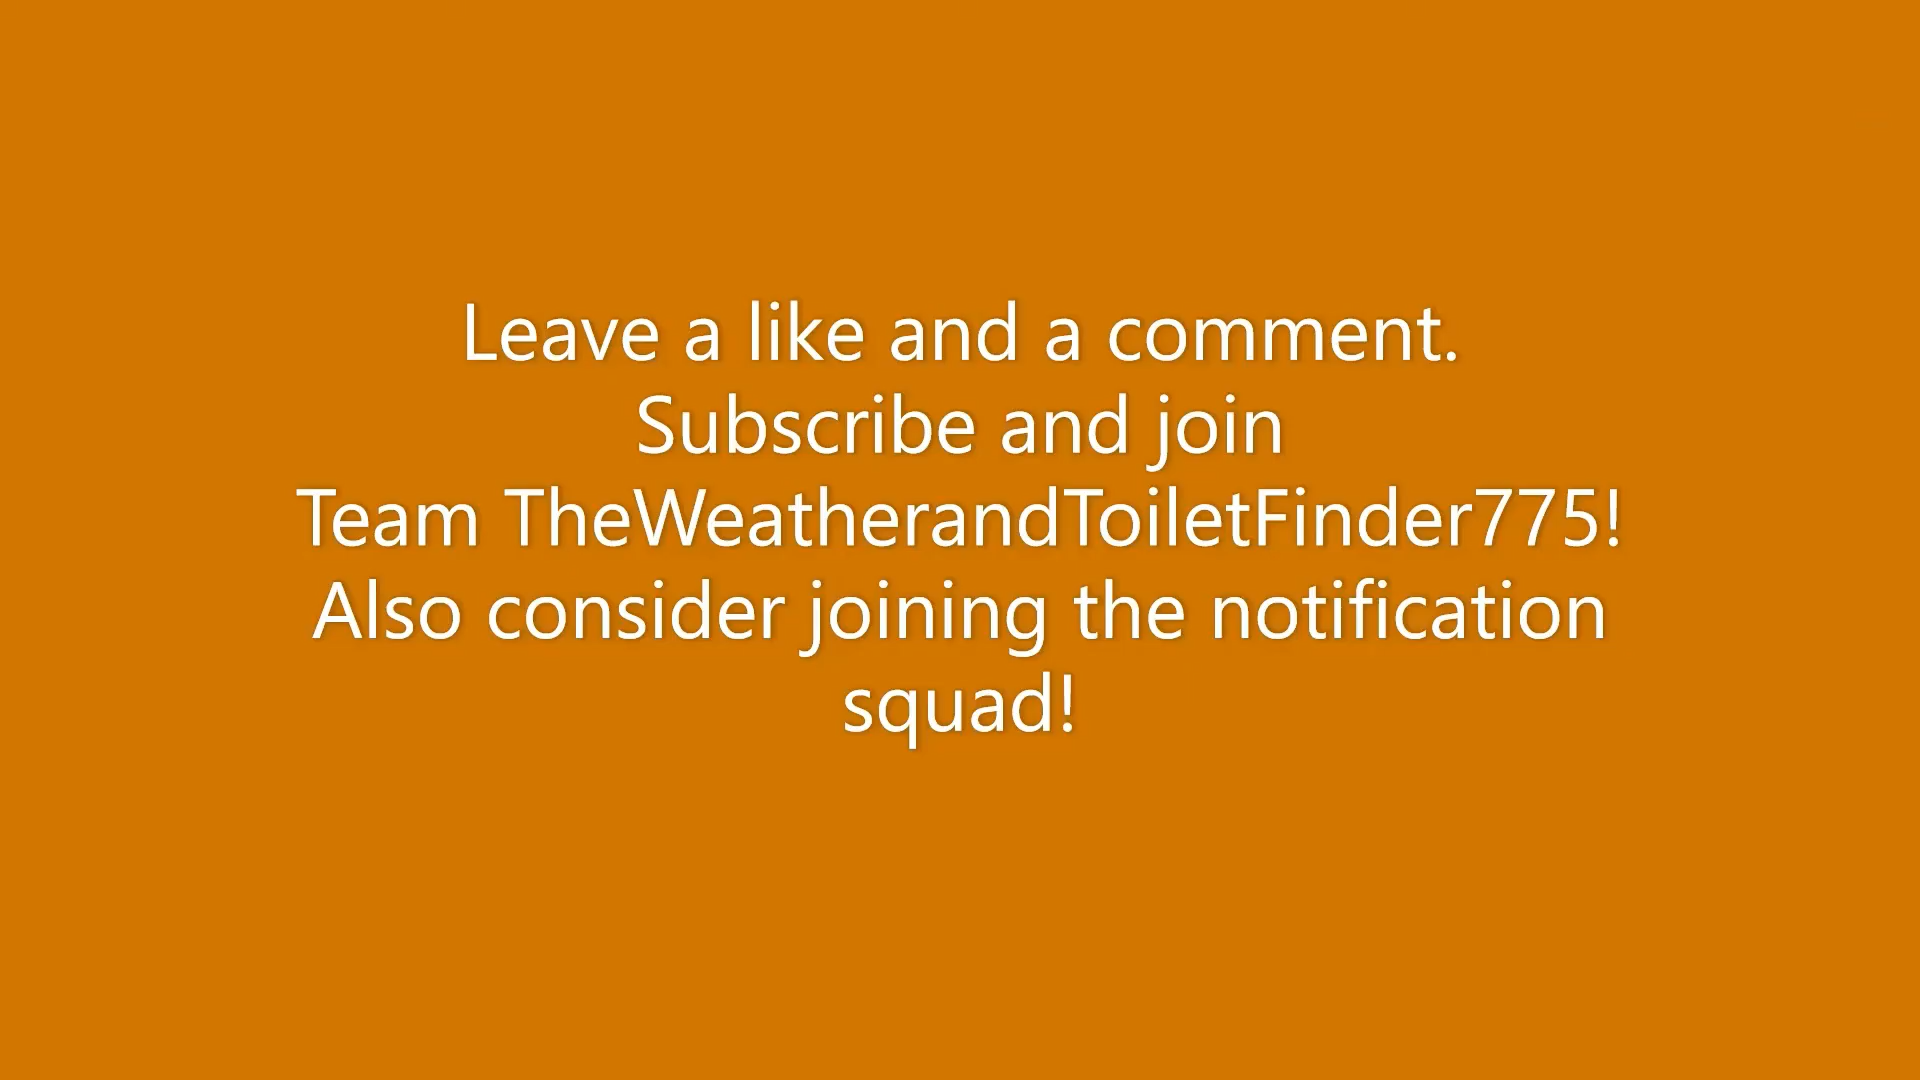 Leave a like and a comment.
Subscribe and join
Team TheWeatherandToiletFinder775!
Also consider joining the notification
squad!